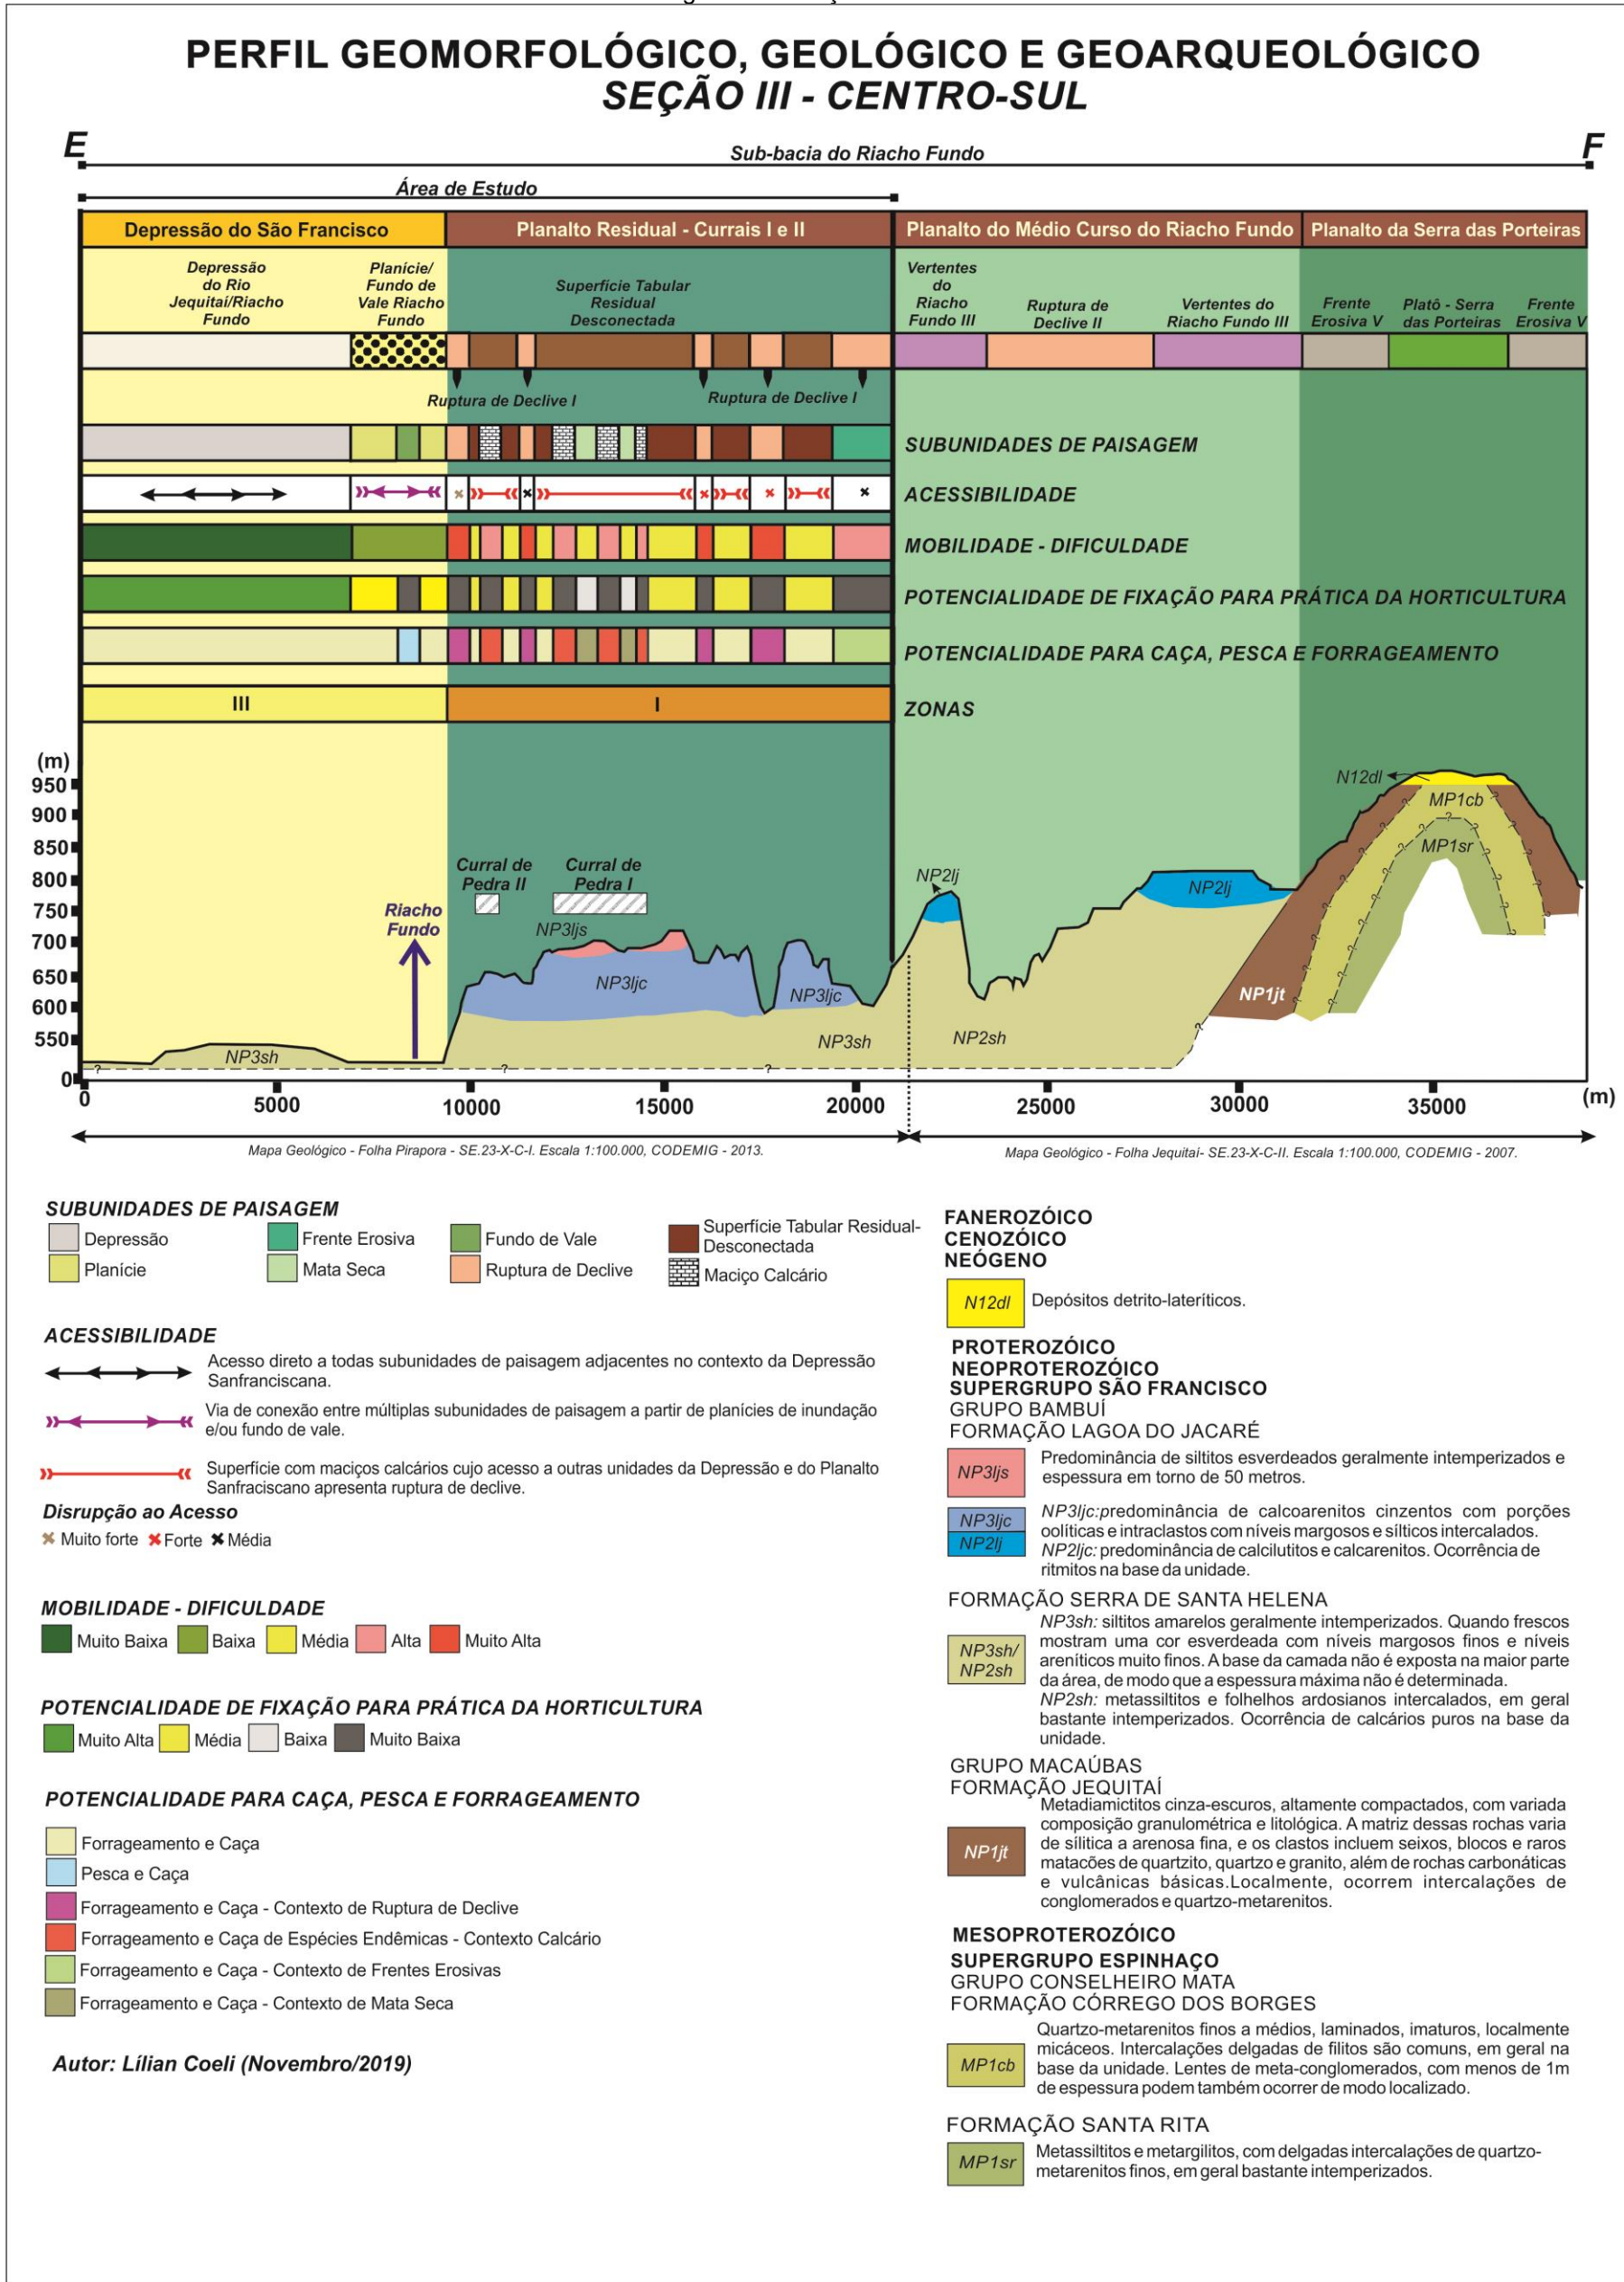 PERFIL GEOMORFOLÓGICO, GEOLÓGICO E GEOARQUEOLÓGICO
SEÇÃO III - CENTRO-SUL
E
F
Sub-bacia do Riacho Fundo
Área de Estudo
Depressão do São Francisco
Planalto Residual - Currais I e II
Planalto do Médio Curso do Riacho Fundo
Planalto da Serra das Porteiras
Depressão
do Rio
Jequitaí/Riacho
Fundo
Planície/
Fundo de
Vale Riacho
Fundo
Superfície Tabular
Residual
Desconectada
Vertentes
do
Riacho
Fundo III
Ruptura de
Declive II
Vertentes do
Riacho Fundo III
Frente
Erosiva V
Platô - Serra
das Porteiras
Frente
Erosiva V
Ruptura de Declive I
Ruptura de Declive I
SUBUNIDADES DE PAISAGEM
ACESSIBILIDADE
MOBILIDADE - DIFICULDADE
POTENCIALIDADE DE FIXAÇÃO PARA PRÁTICA DA HORTICULTURA
POTENCIALIDADE PARA CAÇA, PESCA E FORRAGEAMENTO
III
I
ZONAS
(m)
950
900
850
800
750
700
650
600
550
0
Riacho
Fundo
Curral de
Pedra II
Curral de
Pedra I
NP3ljs
NP3ljc
NP3ljc
NP3sh
NP3sh
NP2sh
NP2lj
NP2lj
NP1jt
N12dl
MP1cb
MP1sr
0
5000
10000
15000
20000
25000
30000
35000
(m)
Mapa Geológico - Folha Pirapora - SE.23-X-C-I. Escala 1:100.000, CODEMIG - 2013.
Mapa Geológico - Folha Jequitaí- SE.23-X-C-II. Escala 1:100.000, CODEMIG - 2007.
SUBUNIDADES DE PAISAGEM
Depressão
Frente Erosiva
Fundo de Vale
Superfície Tabular Residual-
Desconectada
Planície
Mata Seca
Ruptura de Declive
Maciço Calcário
ACESSIBILIDADE
Acesso direto a todas subunidades de paisagem adjacentes no contexto da Depressão
Sanfranciscana.
Via de conexão entre múltiplas subunidades de paisagem a partir de planícies de inundação
e/ou fundo de vale.
Superfície com maciços calcários cujo acesso a outras unidades da Depressão e do Planalto
Sanfraciscano apresenta ruptura de declive.
Disrupção ao Acesso
Muito forte Forte Média
MOBILIDADE - DIFICULDADE
Muito Baixa Baixa Média Alta Muito Alta
POTENCIALIDADE DE FIXAÇÃO PARA PRÁTICA DA HORTICULTURA
Muito Alta Média Baixa Muito Baixa
POTENCIALIDADE PARA CAÇA, PESCA E FORRAGEAMENTO
Forrageamento e Caça
Pesca e Caça
Forrageamento e Caça - Contexto de Ruptura de Declive
Forrageamento e Caça de Espécies Endêmicas - Contexto Calcário
Forrageamento e Caça - Contexto de Frentes Erosivas
Forrageamento e Caça - Contexto de Mata Seca
Autor: Lílian Coeli (Novembro/2019)
FANEROZÓICO
CENOZÓICO
NEÓGENO
N12dl
Depósitos detrito-lateríticos.
PROTEROZÓICO
NEOPROTEROZÓICO
SUPERGRUPO SÃO FRANCISCO
GRUPO BAMBUÍ
FORMAÇÃO LAGOA DO JACARÉ
NP3ljs
Predominância de siltitos esverdeados geralmente intemperizados e
espessura em torno de 50 metros.
NP3ljc
NP2lj
NP3ljc:predominância de calcoarenitos cinzentos com porções
oolíticas e intraclastos com níveis margosos e sílticos intercalados.
NP2ljc: predominância de calcilutitos e calcarenitos. Ocorrência de
ritmitos na base da unidade.
FORMAÇÃO SERRA DE SANTA HELENA
NP3sh/
NP2sh
NP3sh: siltitos amarelos geralmente intemperizados. Quando frescos
mostram uma cor esverdeada com níveis margosos finos e níveis
areníticos muito finos. A base da camada não é exposta na maior parte
da área, de modo que a espessura máxima não é determinada.
NP2sh: metassiltitos e folhelhos ardosianos intercalados, em geral
bastante intemperizados. Ocorrência de calcários puros na base da
unidade.
GRUPO MACAÚBAS
FORMAÇÃO JEQUITAÍ
NP1jt
Metadiamictitos cinza-escuros, altamente compactados, com variada
composição granulométrica e litológica. A matriz dessas rochas varia
de sílitica a arenosa fina, e os clastos incluem seixos, blocos e raros
matacões de quartzito, quartzo e granito, além de rochas carbonáticas
e vulcânicas básicas.Localmente, ocorrem intercalações de
conglomerados e quartzo-metarenitos.
MESOPROTEROZÓICO
SUPERGRUPO ESPINHAÇO
GRUPO CONSELHEIRO MATA
FORMAÇÃO CÓRREGO DOS BORGES
MP1cb
Quartzo-metarenitos finos a médios, laminados, imaturos, localmente
micáceos. Intercalações delgadas de filitos são comuns, em geral na
base da unidade. Lentes de meta-conglomerados, com menos de 1m
de espessura podem também ocorrer de modo localizado.
FORMAÇÃO SANTA RITA
MP1sr
Metassiltitos e metargilitos, com delgadas intercalações de quartzo-
metarenitos finos, em geral bastante intemperizados.